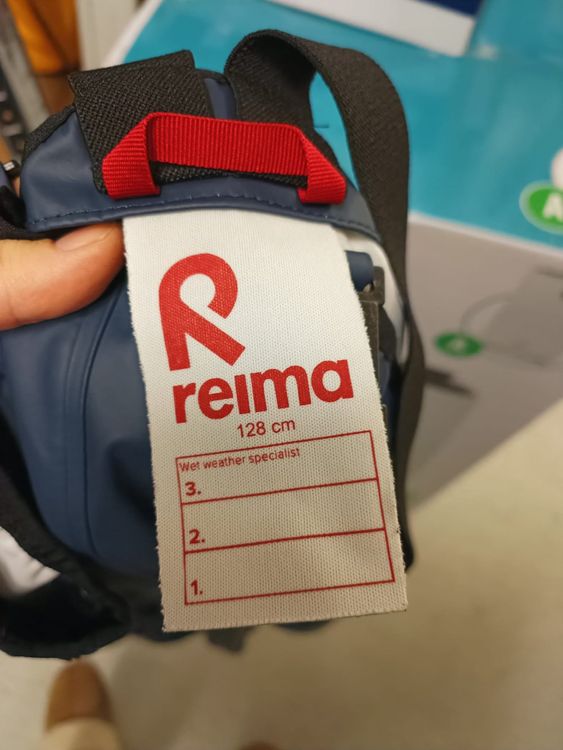 reima
128 cm
Wet weather specialist
3.
2.
1.
A